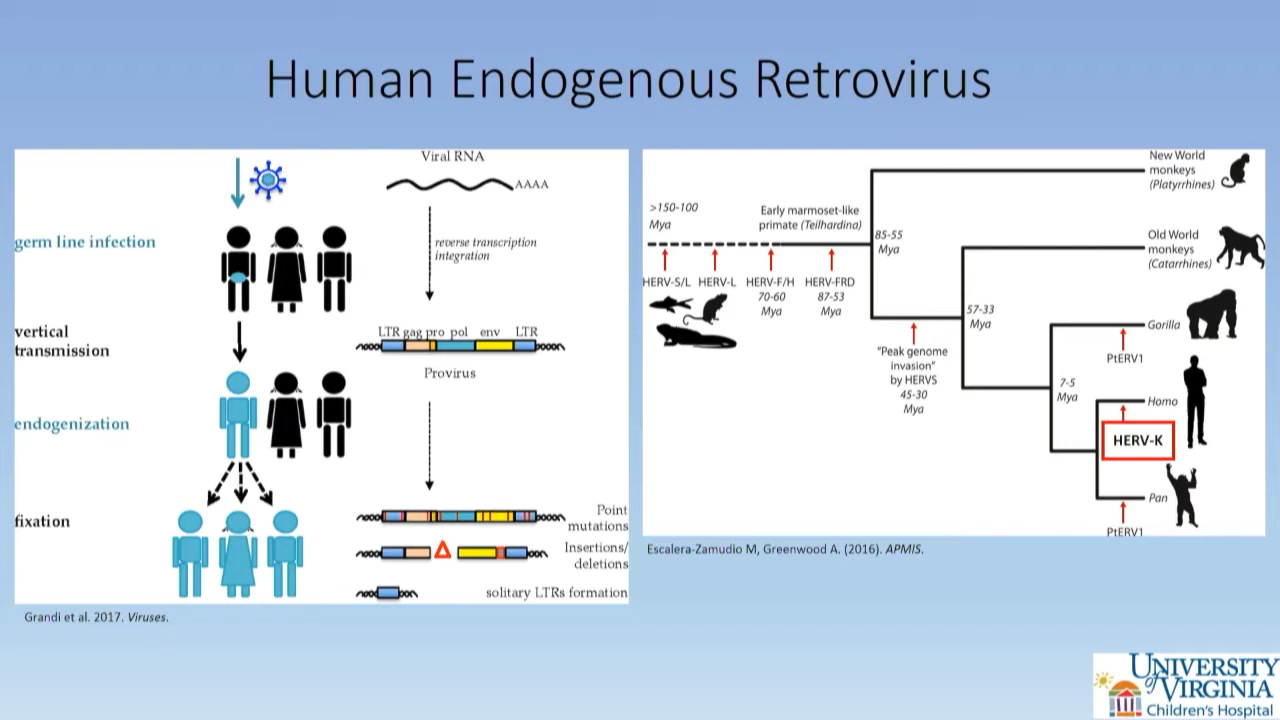 Human Endogenous Retrovirus
Viral RNA
AAAA
germ line infection
reverse transcription
integration
vertical
transmission
LTR gag pro pol env LTR
Provirus
endogenization
fixation
Point
mutations
Insertions/
deletions
Δ
solitary LTRs formation
Grandi et al. 2017. Viruses.
New World
monkeys
(Platyrrhines)
>150-100
Mya
Early marmoset-like
primate (Teilhardina)
85-55
Mya
Old World
monkeys
(Catarrhines)
HERV-S/L HERV-L HERV-F/H HERV-FRD
70-60
Mya
87-53
Mya
57-33
Mya
Gorilla
PtERV1
"Peak genome
invasion"
by HERVS
45-30
Mya
7-5
Mya
Homo
HERV-K
Pan
PtERV1
Escalera-Zamudio M, Greenwood A. (2016). APMIS.
UNIVERSITY
of VIRGINIA
Children's Hospital